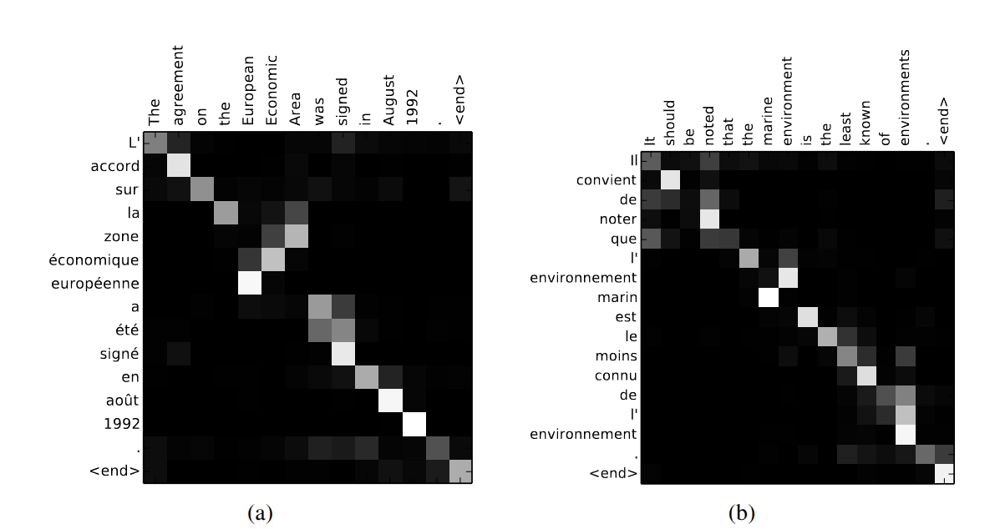 The agreement on the European Economic Area was signed in August 1992 . <end>
L'
accord
sur
la
zone
économique
européenne
a
été
signé
en
août
1992
.
<end>
(a)
It should be noted that the marine environment is the least known of environments . <end>
Il
convient
de
noter
que
l'
environnement
marin
est
le
moins
connu
de
l'
environnement
.
<end>
(b)